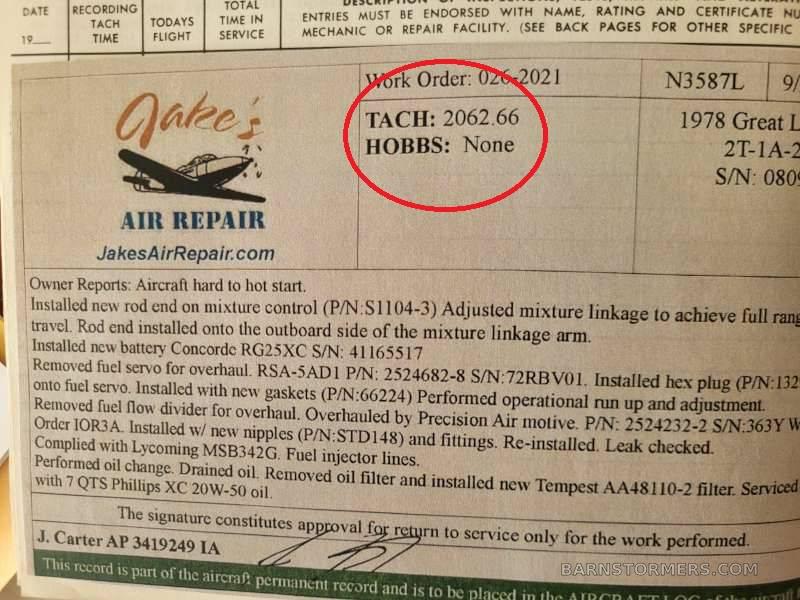 DATE
19
RECORDING
TACH
TIME
TODAYS
FLIGHT
TOTAL
TIME IN
SERVICE
ENTRIES MUST BE ENDORSED WITH NAME, RATING AND CERTIFICATE NU
MECHANIC OR REPAIR FACILITY. (SEE BACK PAGES FOR OTHER SPECIFIC
Jake's
AIR REPAIR
JakesAirRepair.com
Work Order: 026-2021
N3587L
9/
TACH: 2062.66
HOBBS: None
1978 Great L
2T-1A-2
S/N: 0809
Owner Reports: Aircraft hard to hot start.
Installed new rod end on mixture control (P/N:S1104-3) Adjusted mixture linkage to achieve full rang
travel. Rod end installed onto the outboard side of the mixture linkage arm.
Installed new battery Concorde RG25XC S/N: 41165517
Removed fuel servo for overhaul. RSA-5AD1 P/N: 2524682-8 S/N:72RBV01. Installed hex plug (P/N:132
onto fuel servo. Installed with new gaskets (P/N:66224) Performed operational run up and adjustment.
Removed fuel flow divider for overhaul. Overhauled by Precision Air motive. P/N: 2524232-2 S/N:363Y W
Order IOR3A. Installed w/ new nipples (P/N:STD148) and fittings. Re-installed. Leak checked.
Complied with Lycoming MSB342G. Fuel injector lines.
Performed oil change. Drained oil. Removed oil filter and installed new Tempest AA48110-2 filter. Serviced
with 7 QTS Phillips XC 20W-50 oil.
The signature constitutes approval for return to service only for the work performed.
J. Carter AP 3419249 IA
This record is part of the aircraft permanent record and is to be placed in the AIRCRAFT LOG of the aircraft
BARNSTORMERS.COM